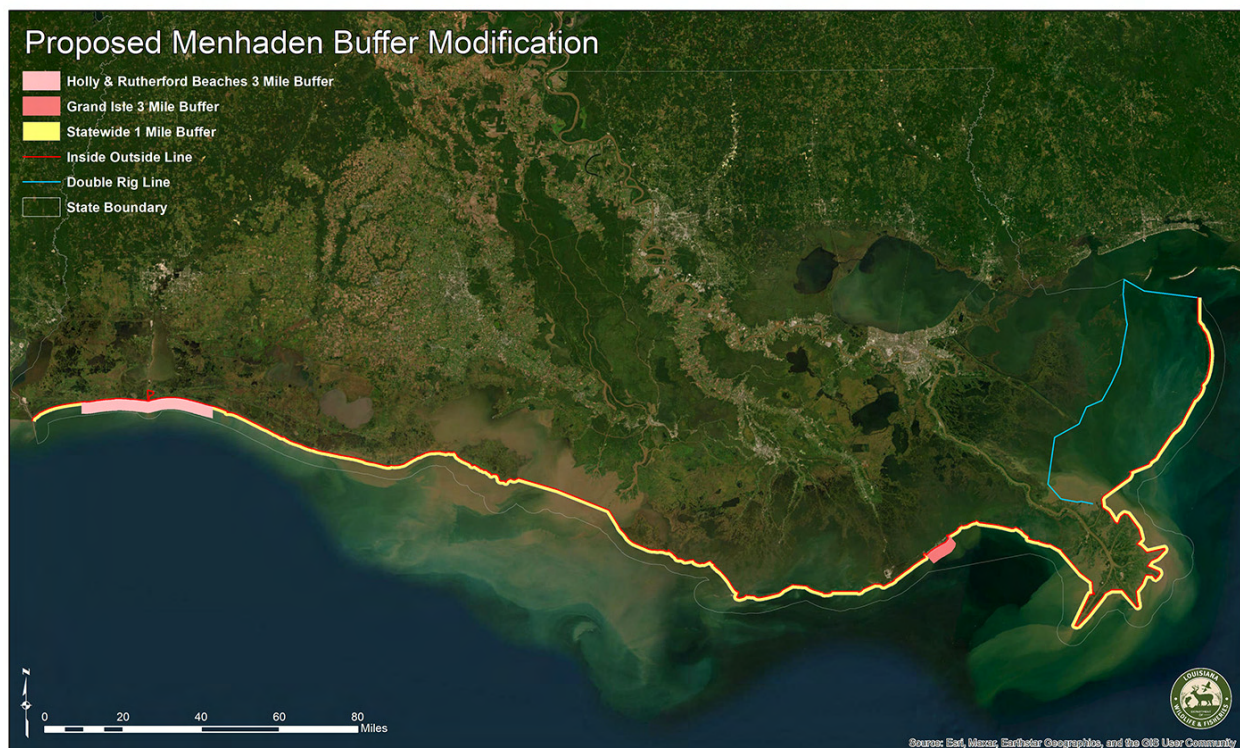 Proposed Menhaden Buffer Modification
Holly & Rutherford Beaches 3 Mile Buffer
Grand Isle 3 Mile Buffer
Statewide 1 Mile Buffer
Inside Outside Line
Double Rig Line
State Boundary
N
0 20 40 60 80
Miles
LOUISIANA
WILDLIFE & FISHERIES
Source: Esri, Maxar, Earthstar Geographics, and the GIS User Community